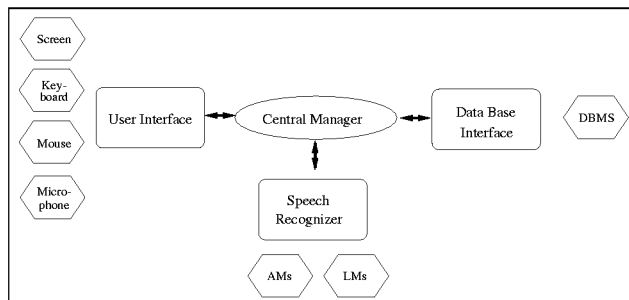 Screen
Key-
board
Mouse
Micro-
phone
User Interface
Central Manager
Data Base
Interface
DBMS
Speech
Recognizer
AMs
LMs